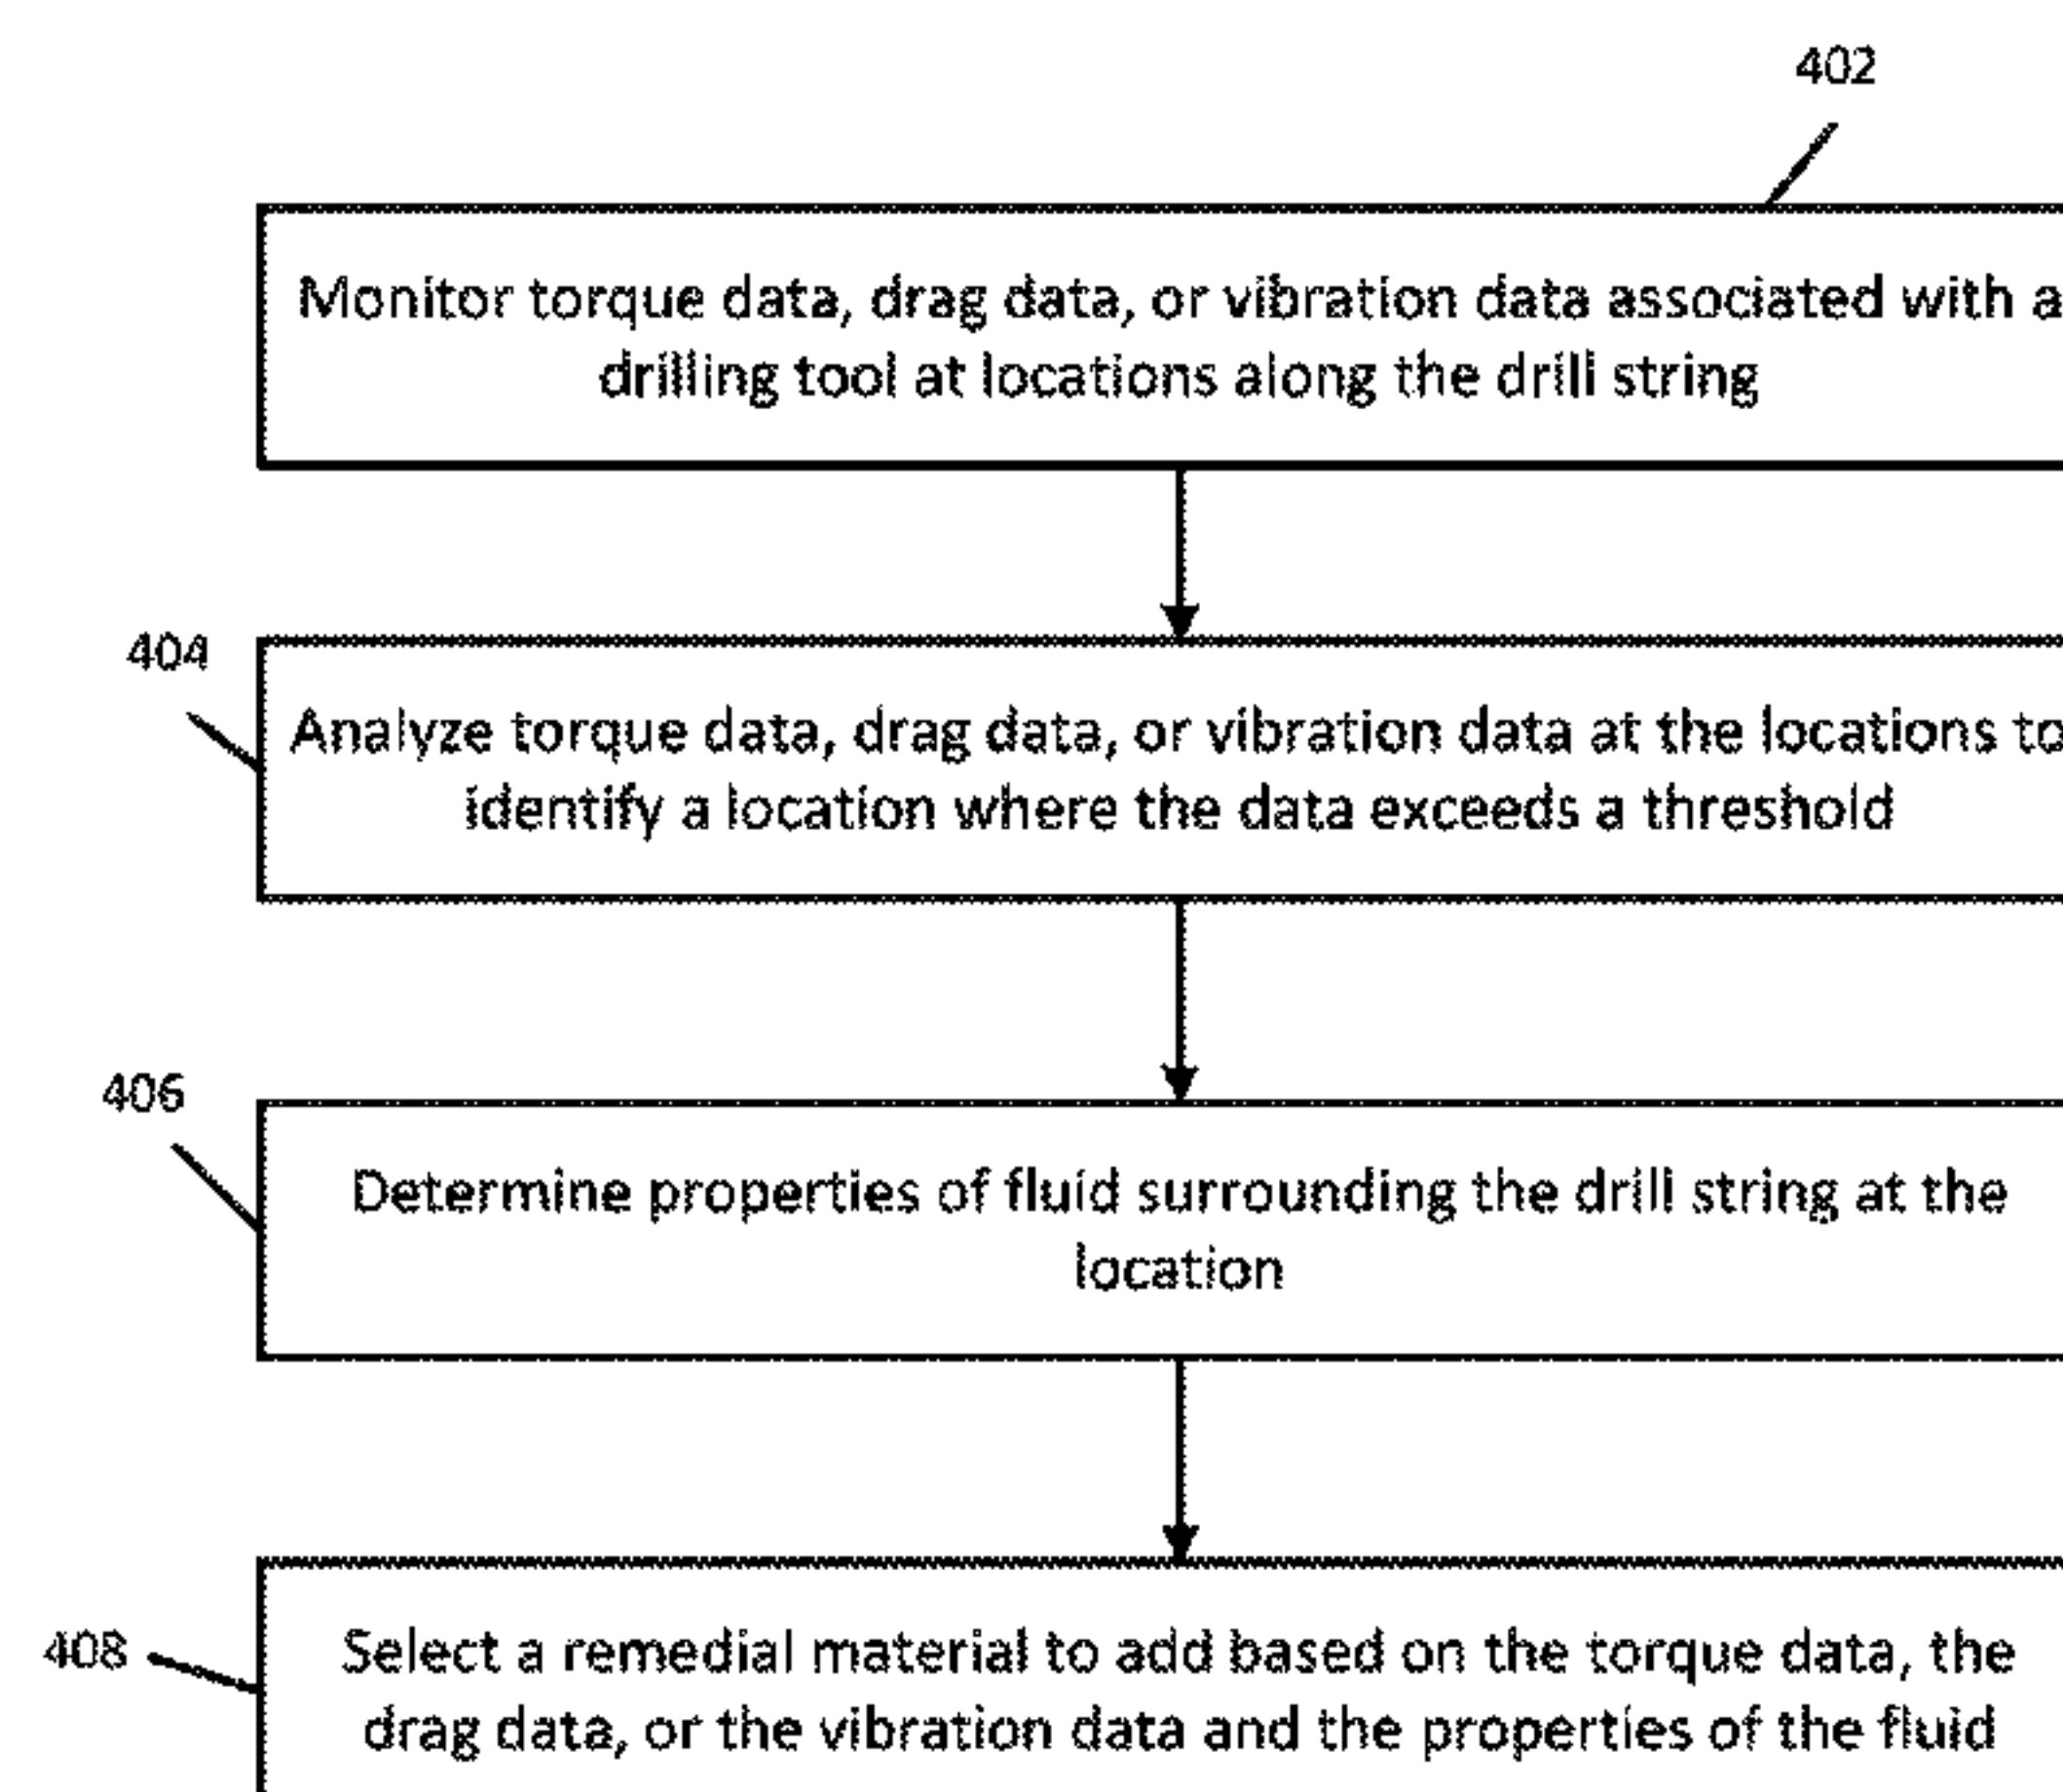 402
Monitor torque data, drag data, or vibration data associated with a
drilling tool at locations along the drill string
404
Analyze torque data, drag data, or vibration data at the locations to
identify a location where the data exceeds a threshold
406
Determine properties of fluid surrounding the drill string at the
location
408
Select a remedial material to add based on the torque data, the
drag data, or the vibration data and the properties of the fluid